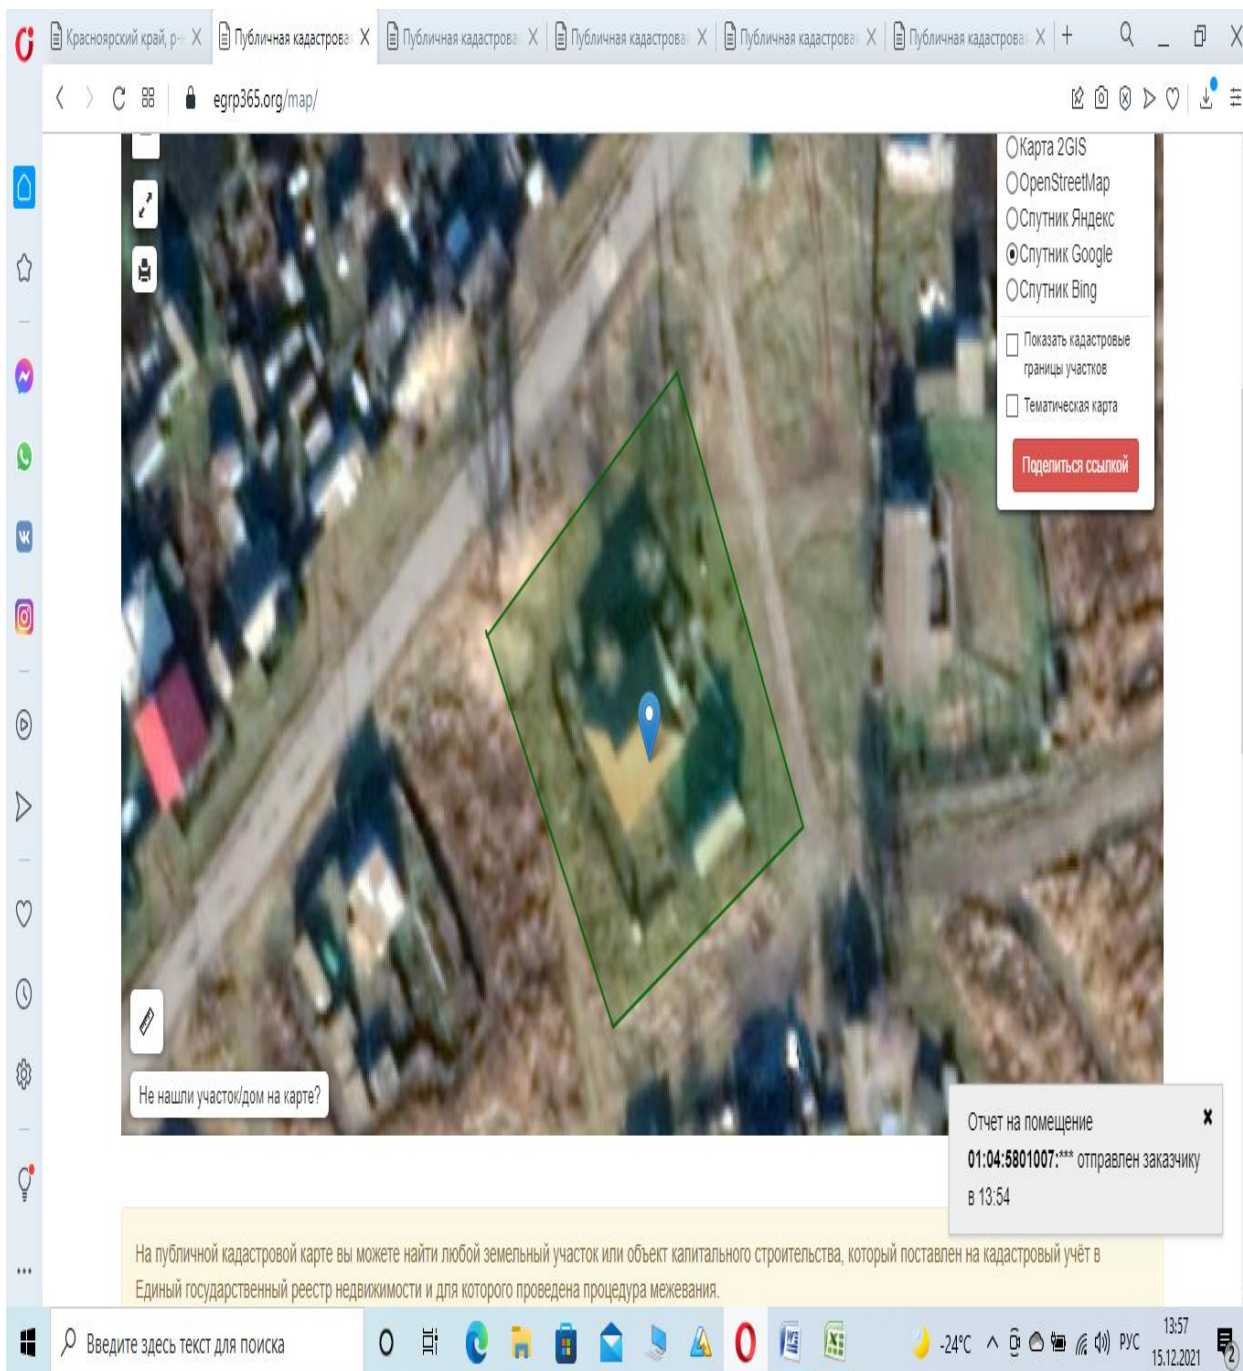 Красноярский край, р-
Публичная кадастрова
Публичная кадастрова
Публичная кадастрова
Публичная кадастрова
Публичная кадастрова
egrp365.org/map/
Карта 2GIS
OpenStreetMap
Спутник Яндекс
Спутник Google
Спутник Bing
Показать кадастровые
границы участков
Тематическая карта
Поделиться ссылкой
Не нашли участок/дом на карте?
Отчет на помещение
01:04:5801007:*** отправлен заказчику
в 13:54
На публичной кадастровой карте вы можете найти любой земельный участок или объект капитального строительства, который поставлен на кадастровый учёт в
Единый государственный реестр недвижимости и для которого проведена процедура межевания.
Введите здесь текст для поиска
-24°C
РУС
13:57
15.12.2021
2